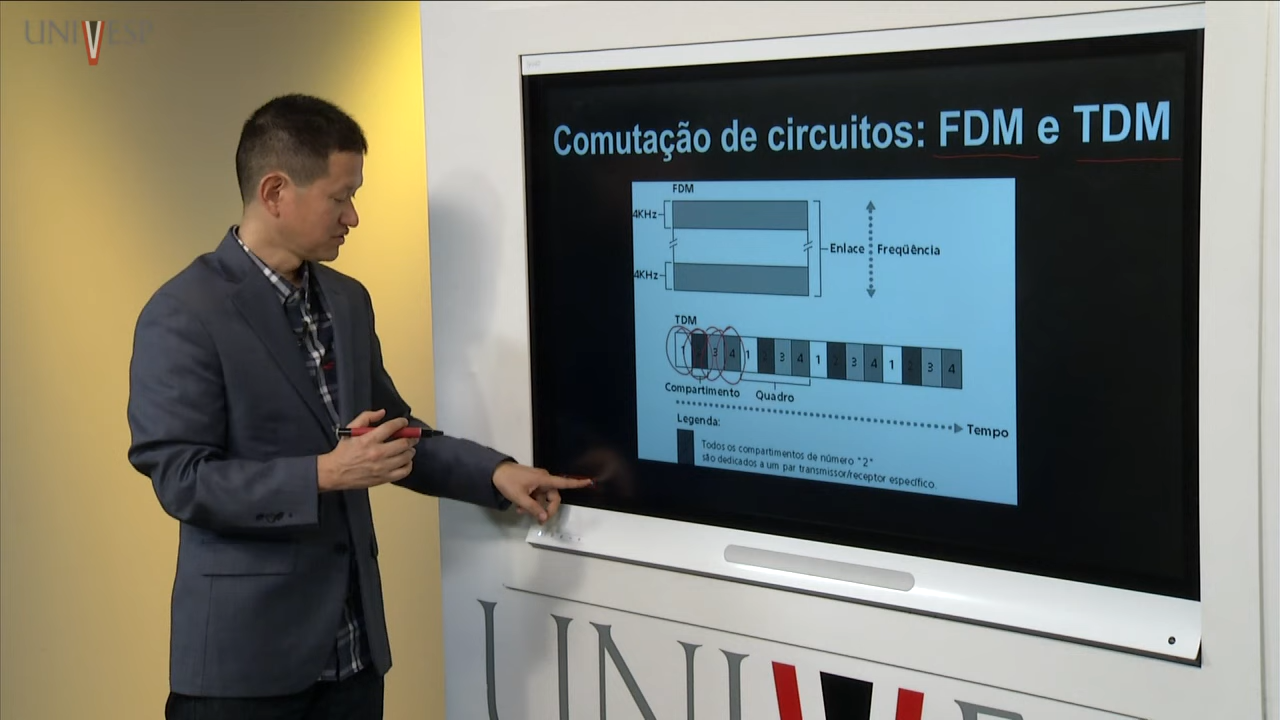 UNIVESP
Comutação de circuitos: FDM e TDM
FDM
4KHz
Enlace
Freqüência
4KHz
TDM
1 2 3 4 1 2 3 4 1 2 3 4 1 2 3 4
Compartimento
Quadro
Tempo
Legenda:
Todos os compartimentos de número "2"
são dedicados a um par transmissor/receptor específico.
UNIVESP